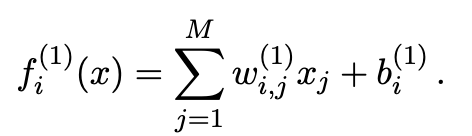 $f_i^{(1)}(x) = \sum_{j=1}^{M} w_{i,j}^{(1)} x_j + b_i^{(1)} \, .$